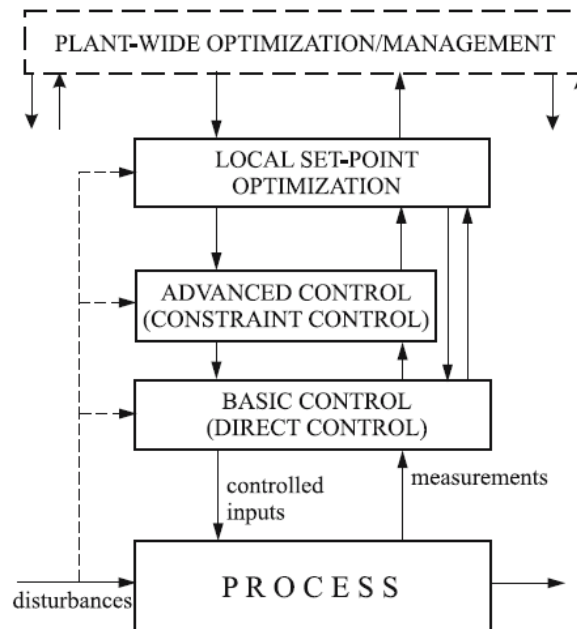 PLANT-WIDE OPTIMIZATION/MANAGEMENT
LOCAL SET-POINT
OPTIMIZATION
ADVANCED CONTROL
(CONSTRAINT CONTROL)
BASIC CONTROL
(DIRECT CONTROL)
controlled
inputs
measurements
disturbances
PROCESS